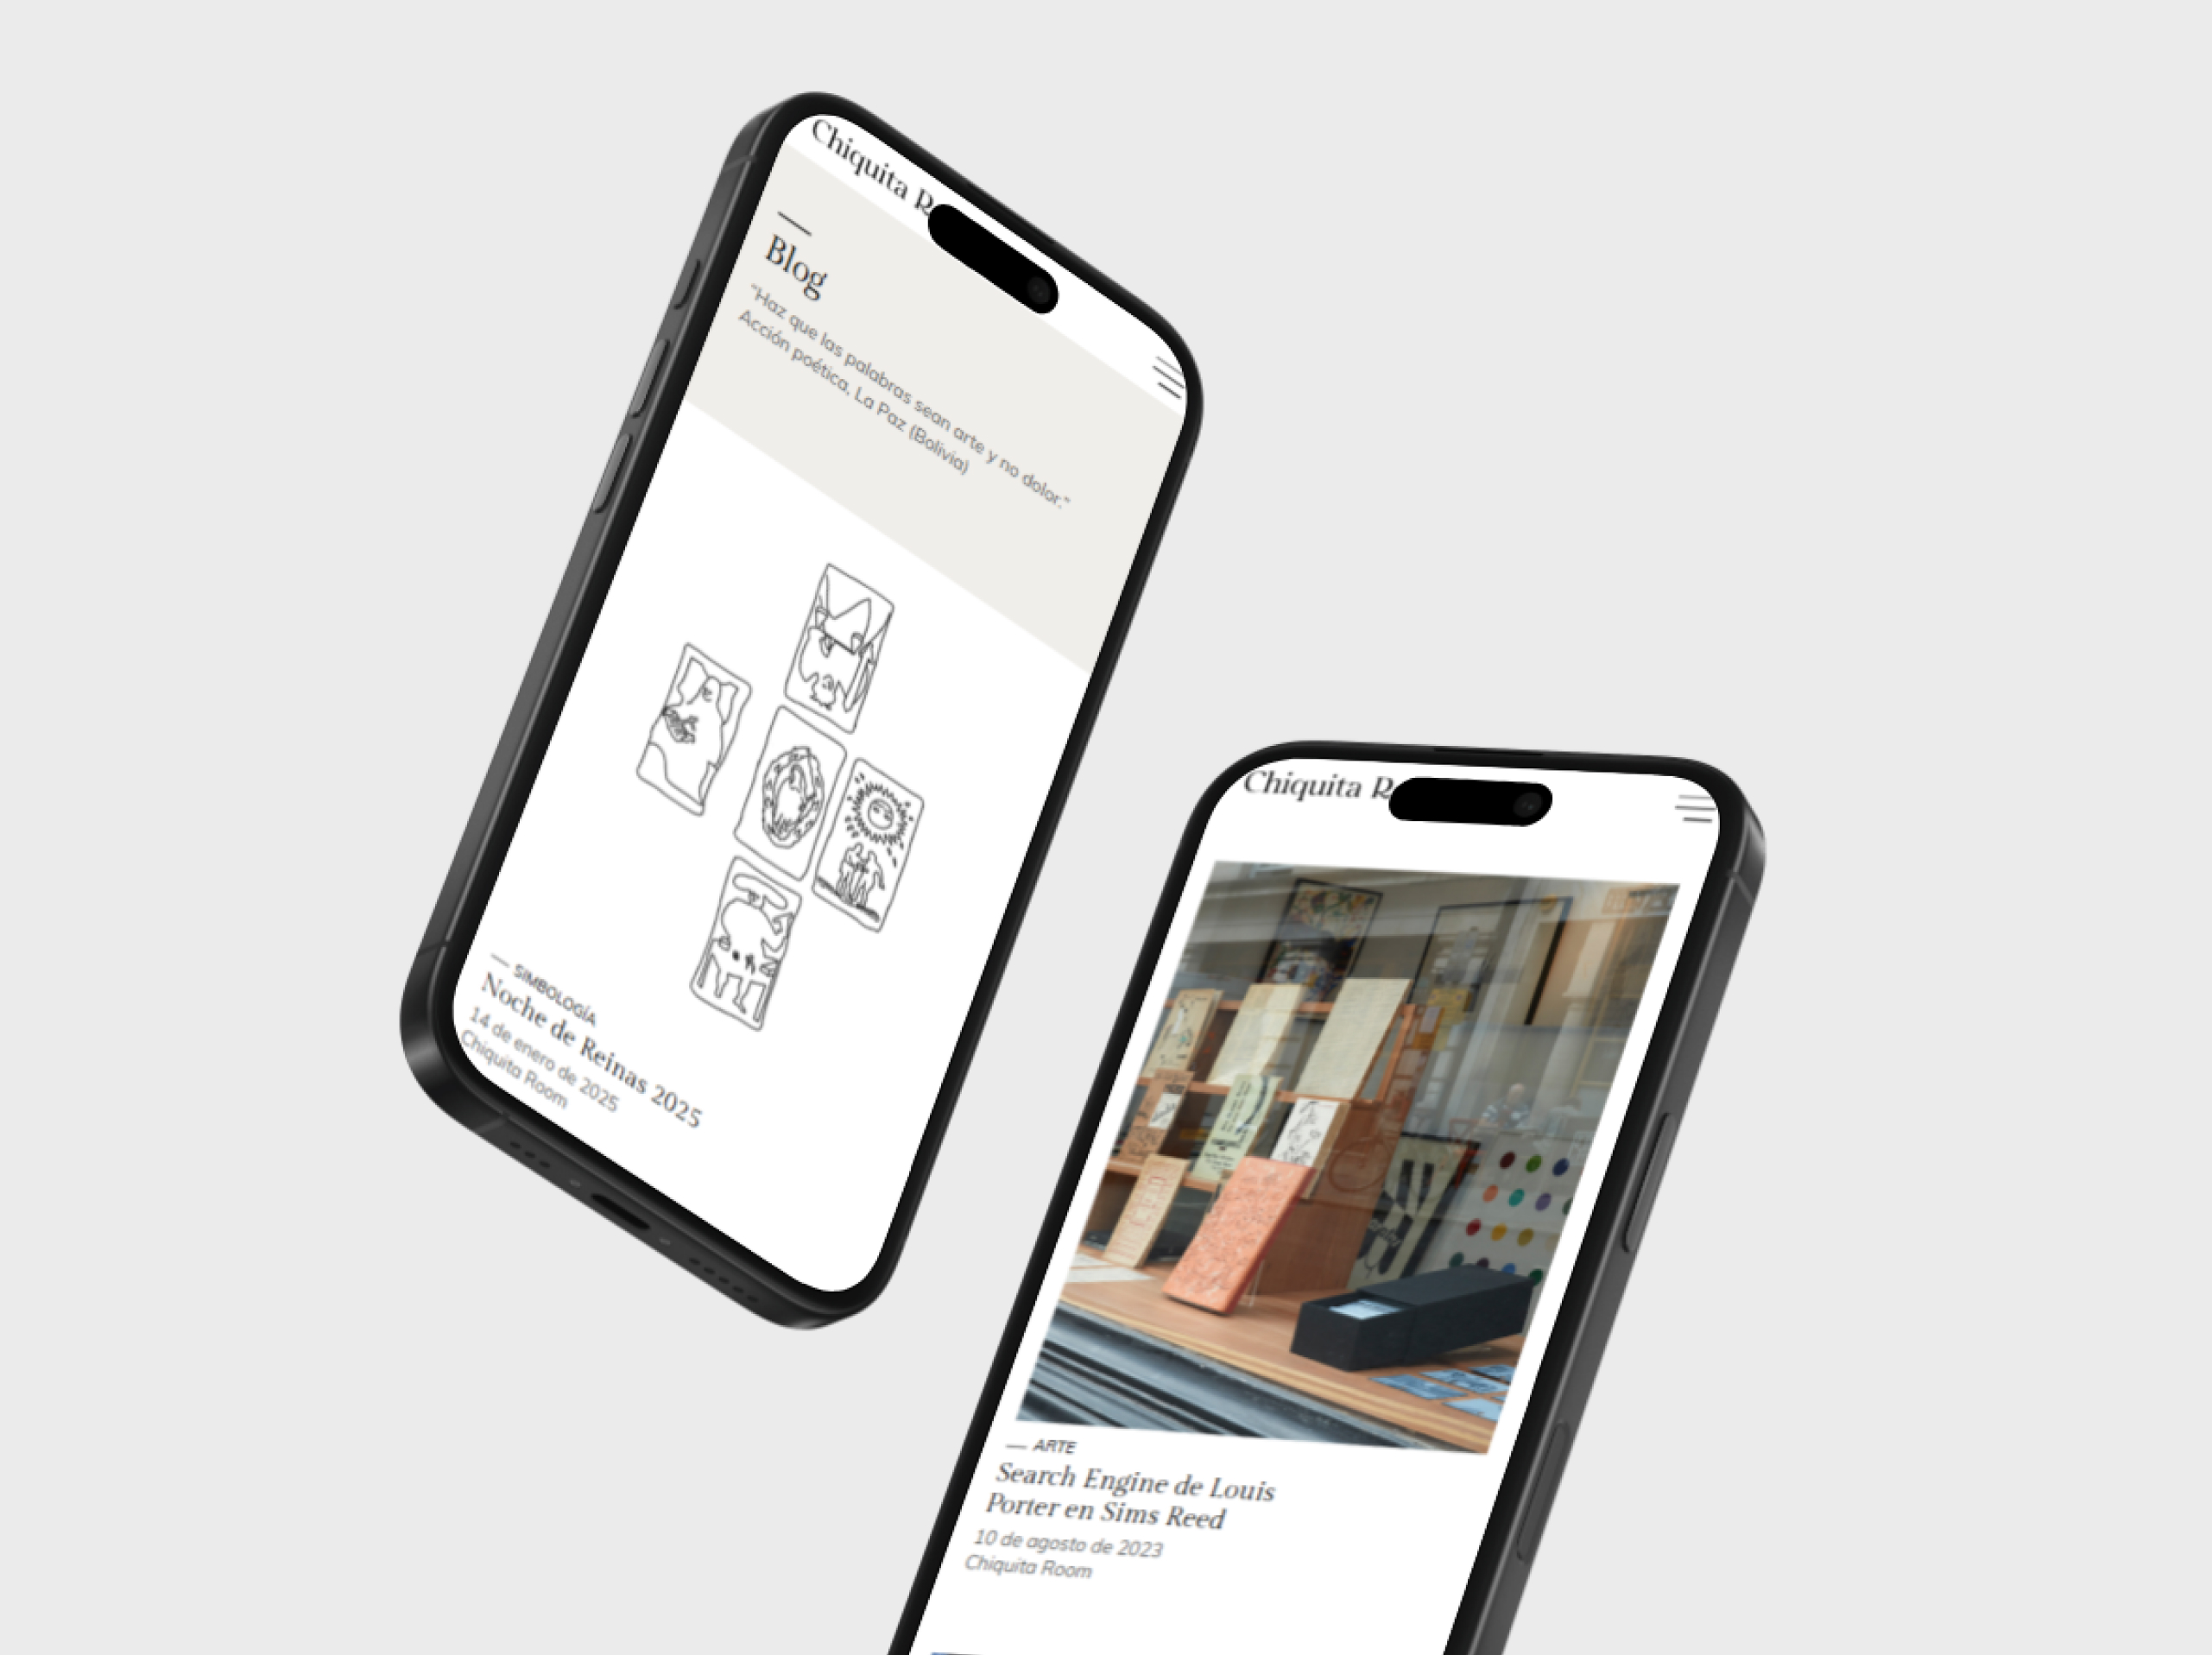 Chiquita R
Blog
“Haz que las palabras sean arte y no dolor.”
Acción poética, La Paz (Bolivia)
— SIMBOLOGÍA
Noche de Reinas 2025
14 de enero de 2025
Chiquita Room
Chiquita R
— ARTE
Search Engine de Louis
Porter en Sims Reed
10 de agosto de 2023
Chiquita Room